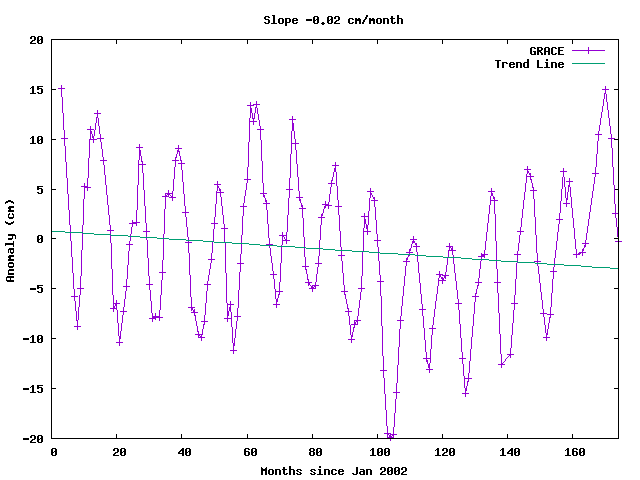 Slope -0.02 cm/month
GRACE
Trend Line
20
15
10
5
0
-5
-10
-15
-20
Anomaly (cm)
0 20 40 60 80 100 120 140 160
Months since Jan 2002